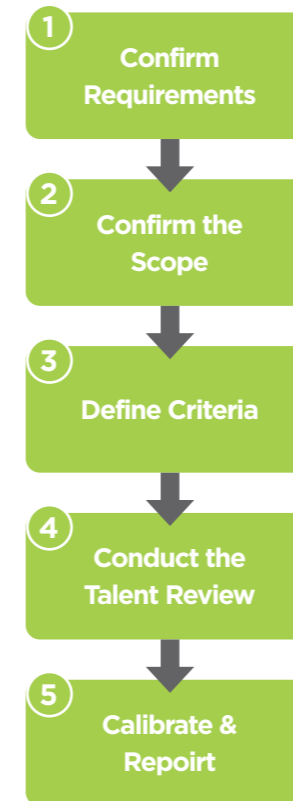 1
Confirm
Requirements
2
Confirm the
Scope
3
Define Criteria
4
Conduct the
Talent Review
5
Calibrate &
Repoirt